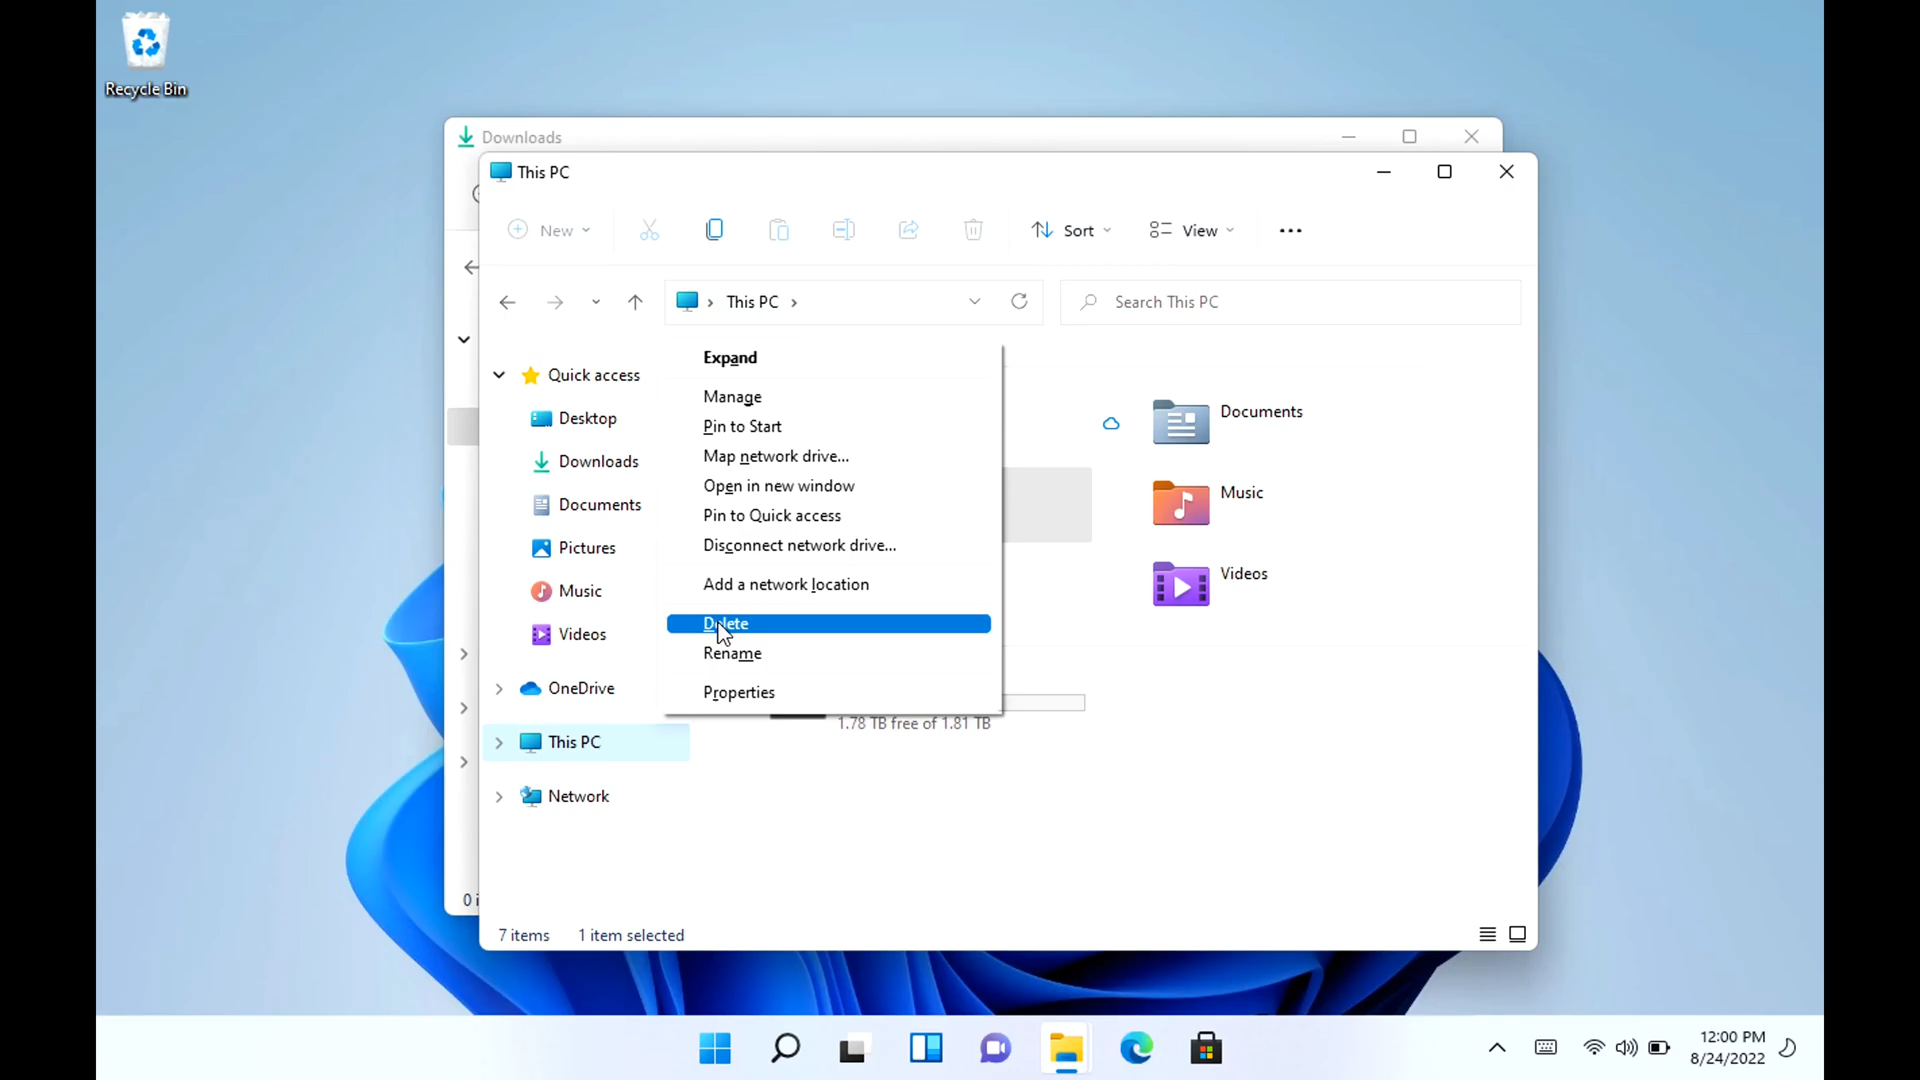 Recycle Bin
Downloads
This PC
New
Sort
View
This PC
Search This PC
Quick access
Desktop
Downloads
Documents
Pictures
Music
Videos
OneDrive
This PC
Network
Expand
Manage
Pin to Start
Map network drive...
Open in new window
Pin to Quick access
Disconnect network drive...
Add a network location
Delete
Rename
Properties
Documents
Music
Videos
1.78 TB free of 1.81 TB
0 i
7 items
1 item selected
12:00 PM
8/24/2022